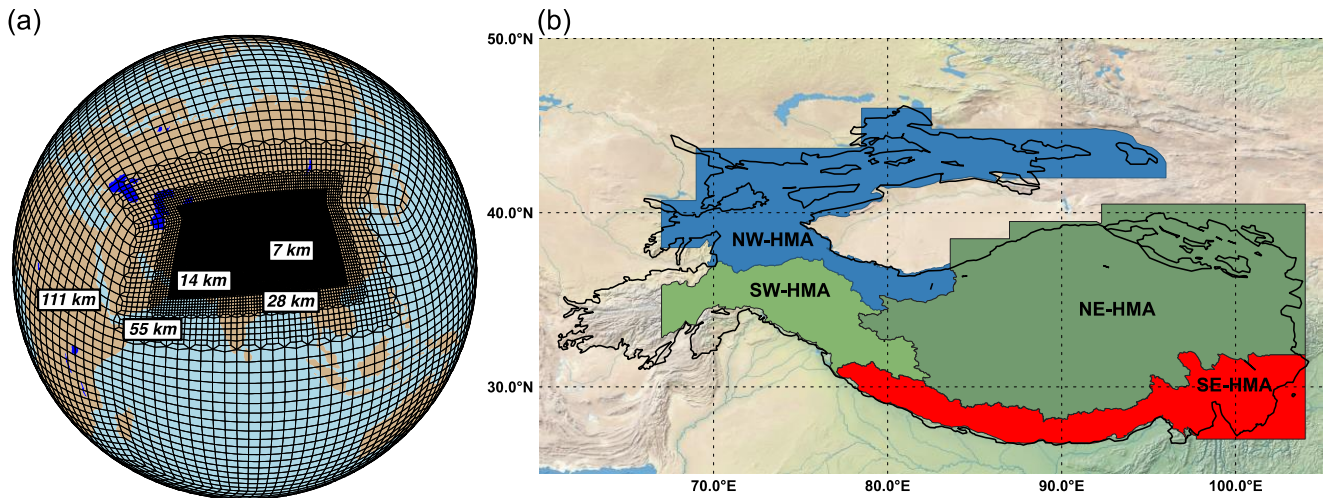 (a)
7 km
14 km
28 km
111 km
55 km
(b)
50.0°N
40.0°N
30.0°N
NW-HMA
SW-HMA
NE-HMA
SE-HMA
70.0°E
80.0°E
90.0°E
100.0°E